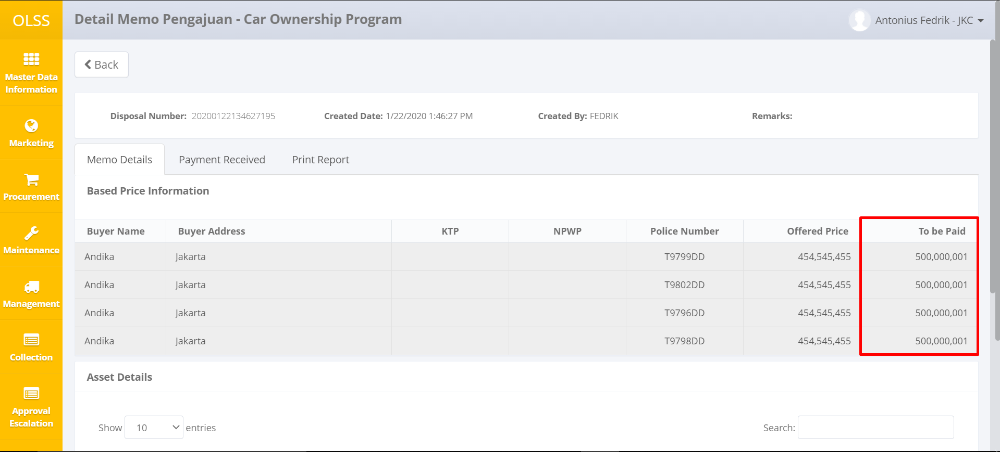 OLSS
Detail Memo Pengajuan - Car Ownership Program
Antonius Fedrik - JKC
Master Data
Information
Marketing
Procurement
Maintenance
Management
Collection
Approval
Escalation
Back
Disposal Number: 20200122134627195 Created Date: 1/22/2020 1:46:27 PM Created By: FEDRIK Remarks:
Memo Details Payment Received Print Report
Based Price Information
Buyer Name Buyer Address KTP NPWP Police Number Offered Price To be Paid
Andika Jakarta T9799DD 454,545,455 500,000,001
Andika Jakarta T9802DD 454,545,455 500,000,001
Andika Jakarta T9796DD 454,545,455 500,000,001
Andika Jakarta T9798DD 454,545,455 500,000,001
Asset Details
Show 10 entries Search: